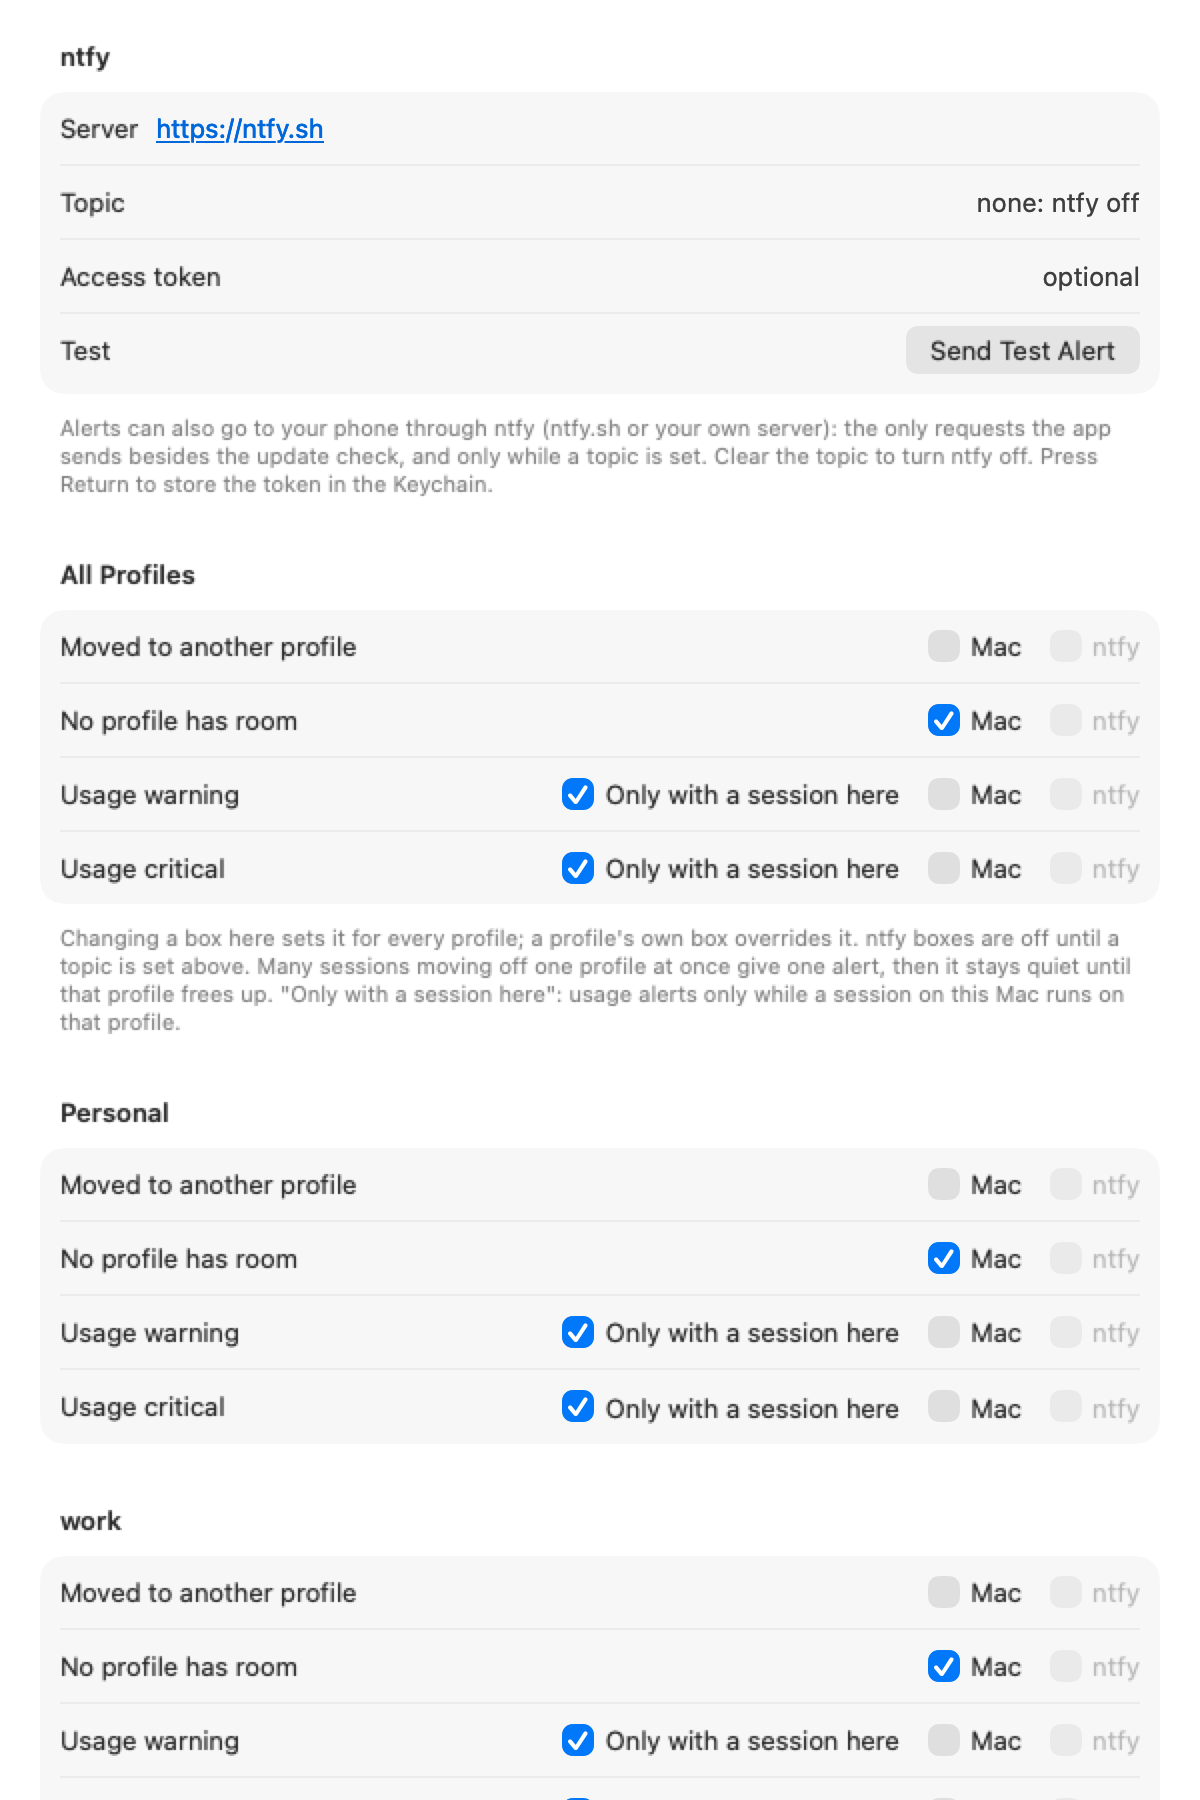 ntfy
Server https://ntfy.sh
Topic none: ntfy off
Access token optional
Test Send Test Alert
Alerts can also go to your phone through ntfy (ntfy.sh or your own server): the only requests the app
sends besides the update check, and only while a topic is set. Clear the topic to turn ntfy off. Press
Return to store the token in the Keychain.
All Profiles
Moved to another profile Mac ntfy
No profile has room Mac ntfy
Usage warning Only with a session here Mac ntfy
Usage critical Only with a session here Mac ntfy
Changing a box here sets it for every profile; a profile's own box overrides it. ntfy boxes are off until a
topic is set above. Many sessions moving off one profile at once give one alert, then it stays quiet until
that profile frees up. "Only with a session here": usage alerts only while a session on this Mac runs on
that profile.
Personal
Moved to another profile Mac ntfy
No profile has room Mac ntfy
Usage warning Only with a session here Mac ntfy
Usage critical Only with a session here Mac ntfy
work
Moved to another profile Mac ntfy
No profile has room Mac ntfy
Usage warning Only with a session here Mac ntfy